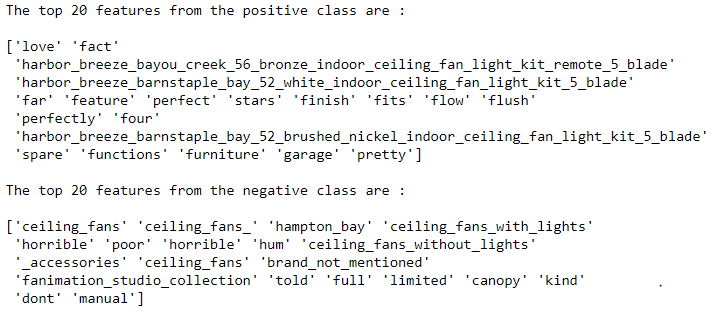 The top 20 features from the positive class are :
['love' 'fact'
'harbor_breeze_bayou_creek_56_bronze_indoor_ceiling_fan_light_kit_remote_5_blade'
'harbor_breeze_barnstaple_bay_52_white_indoor_ceiling_fan_light_kit_5_blade'
'far' 'feature' 'perfect' 'stars' 'finish' 'fits' 'flow' 'flush'
'perfectly' 'four'
'harbor_breeze_barnstaple_bay_52_brushed_nickel_indoor_ceiling_fan_light_kit_5_blade'
'spare' 'functions' 'furniture' 'garage' 'pretty']
The top 20 features from the negative class are :
['ceiling_fans' 'ceiling_fans_' 'hampton_bay' 'ceiling_fans_with_lights'
'horrible' 'poor' 'horrible' 'hum' 'ceiling_fans_without_lights'
'_accessories' 'ceiling_fans' 'brand_not_mentioned'
'fanimation_studio_collection' 'told' 'full' 'limited' 'canopy' 'kind'
'dont' 'manual']